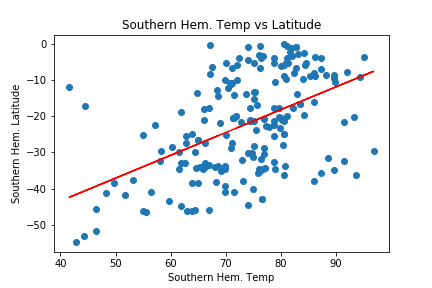 Southern Hem. Temp vs Latitude
0
−10
−20
−30
−40
−50
Southern Hem. Latitude
40 50 60 70 80 90
Southern Hem. Temp